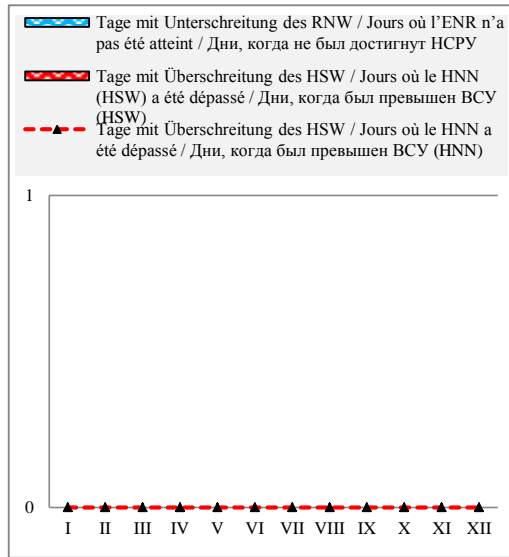 Tage mit Unterschreitung des RNW / Jours où l'ENR n'a
pas été atteint / Дни, когда не был достигнут НСРУ
Tage mit Überschreitung des HSW / Jours où le HNN
(HSW) a été dépassé / Дни, когда был превышен ВСУ
(HSW)
Tage mit Überschreitung des HSW / Jours où le HNN a
été dépassé / Дни, когда был превышен ВСУ (HNN)
1
0
I II III IV V VI VII VIII IX X XI XII